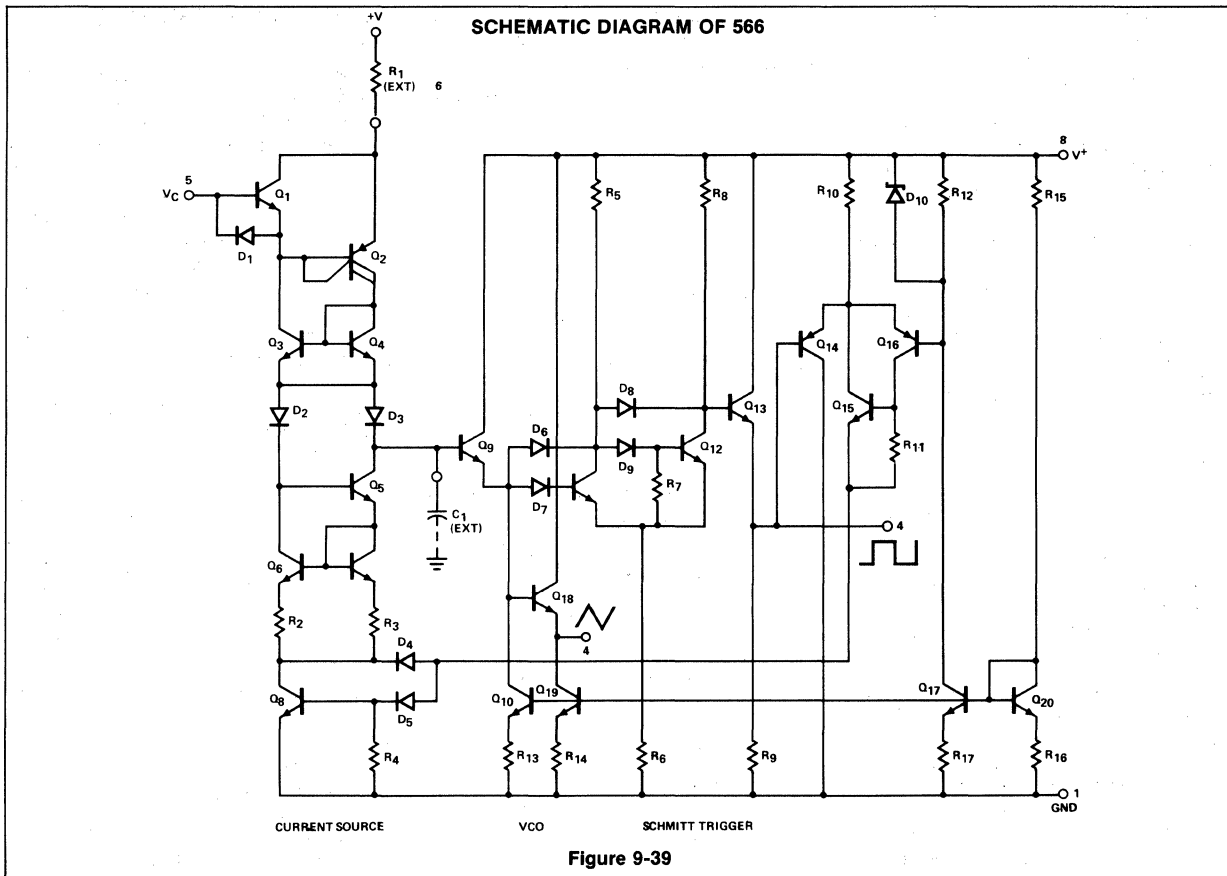 SCHEMATIC DIAGRAM OF 566
+V
R1
(EXT)
6
8
V+
5
VC
Q1
D1
Q2
R5
R8
R10
D10
R12
R15
Q3
Q4
Q14
Q16
D2
D3
D8
Q13
Q15
Q9
D6
D9
Q12
R11
D7
R7
Q5
C1
(EXT)
4
Q6
Q18
R2
R3
4
D4
Q8
D5
Q10
Q19
Q17
Q20
R4
R13
R14
R6
R9
R17
R16
1
GND
CURRENT SOURCE
VCO
SCHMITT TRIGGER
Figure 9-39